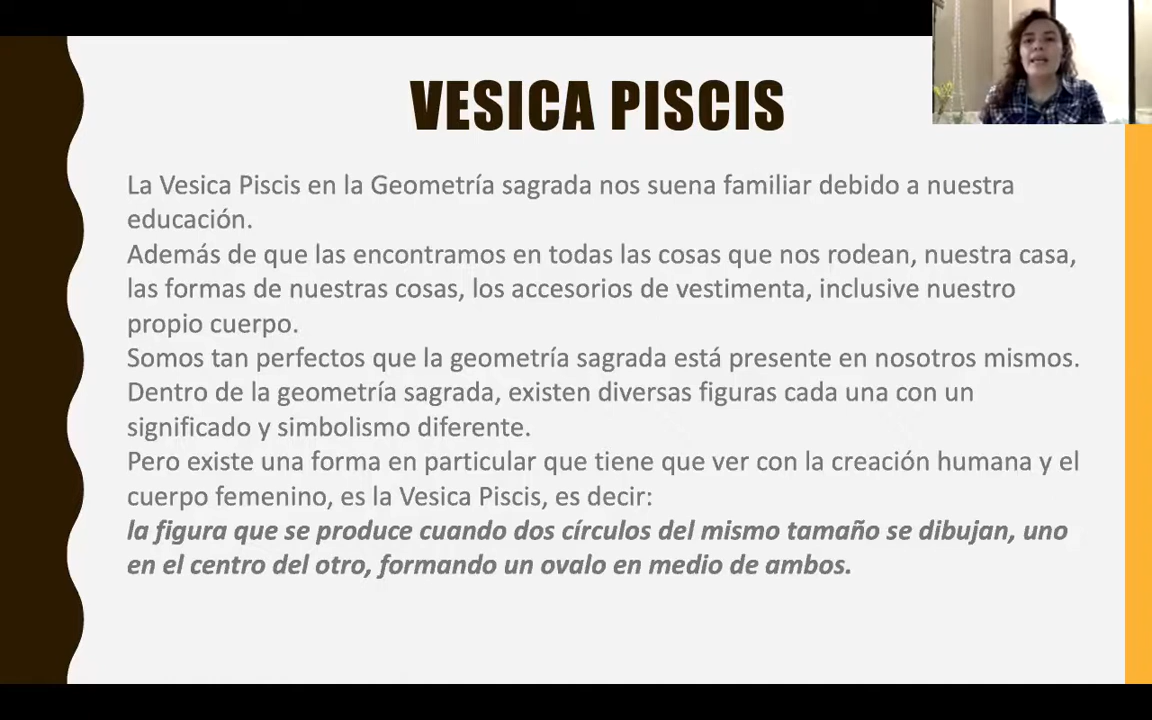 VESICA PISCIS
La Vesica Piscis en la Geometría sagrada nos suena familiar debido a nuestra
educación.
Además de que las encontramos en todas las cosas que nos rodean, nuestra casa,
las formas de nuestras cosas, los accesorios de vestimenta, inclusive nuestro
propio cuerpo.
Somos tan perfectos que la geometría sagrada está presente en nosotros mismos.
Dentro de la geometría sagrada, existen diversas figuras cada una con un
significado y simbolismo diferente.
Pero existe una forma en particular que tiene que ver con la creación humana y el
cuerpo femenino, es la Vesica Piscis, es decir:
la figura que se produce cuando dos círculos del mismo tamaño se dibujan, uno
en el centro del otro, formando un ovalo en medio de ambos.